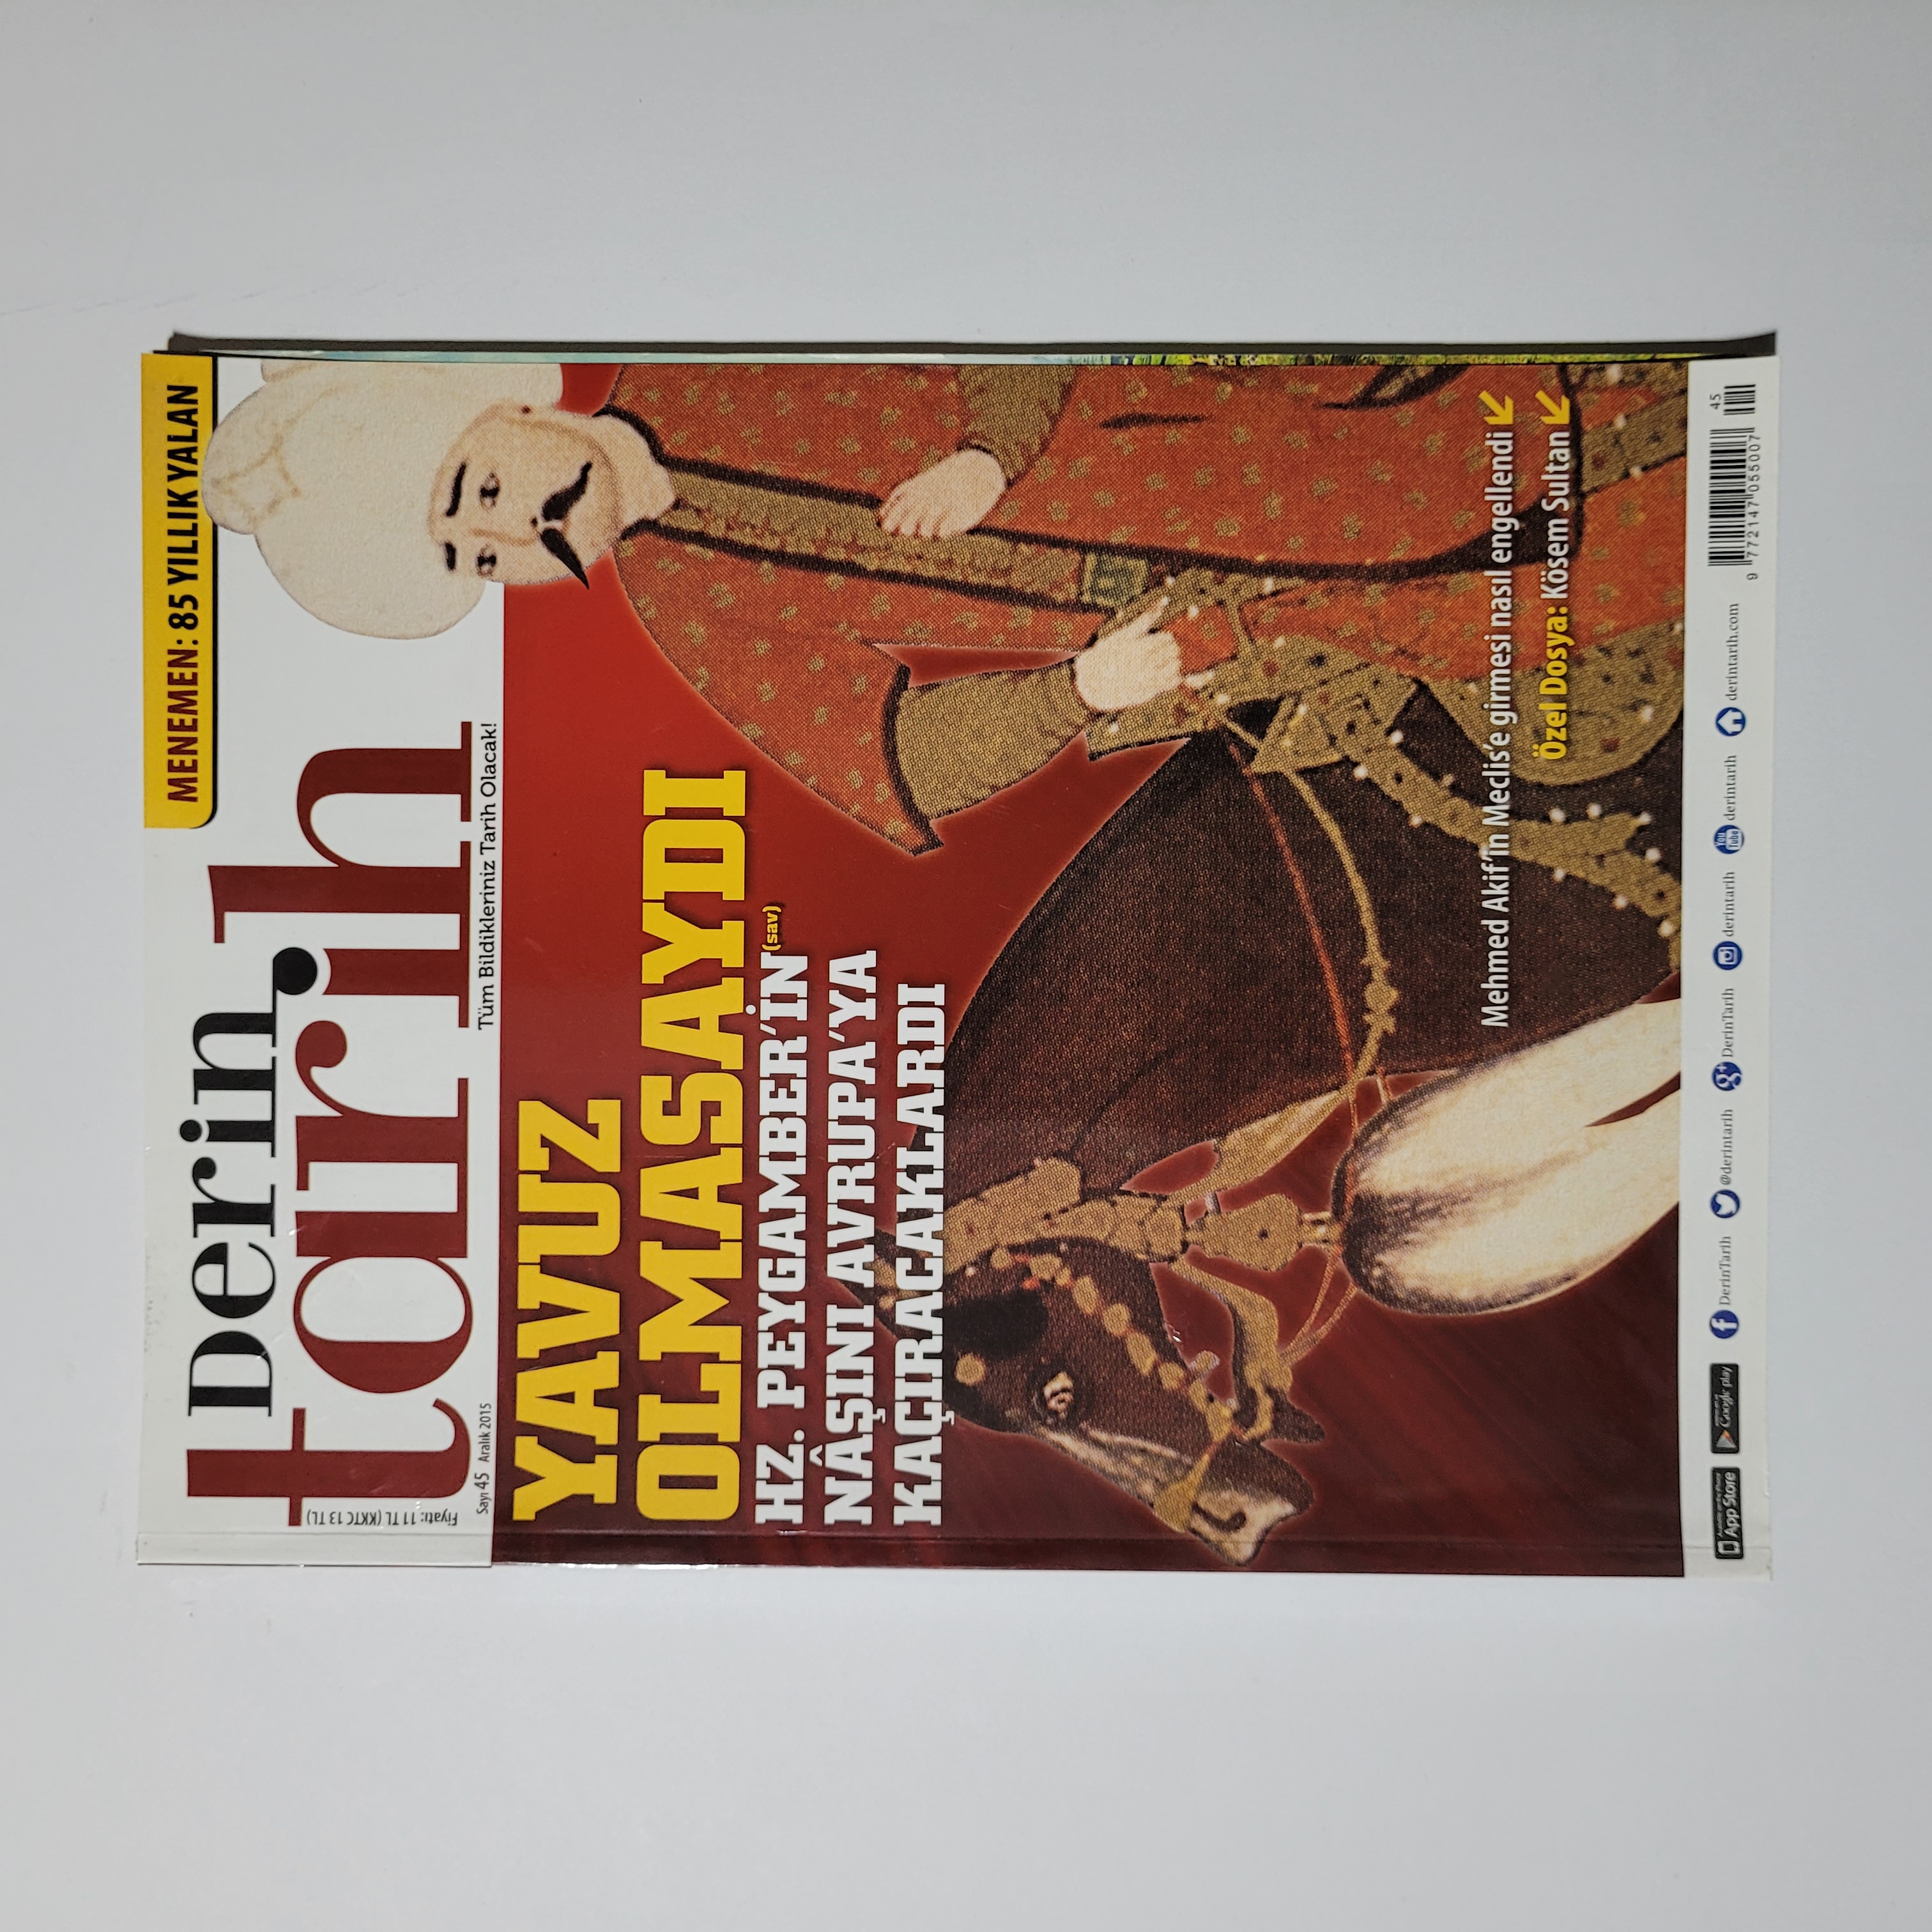 MENEMEN: 85 YILLIK YALAN
Derin
tarih
Tüm Bildikleriniz Tarih Olacak!
Fiyatı: 11 TL (KKTC 13 TL)
Sayı 45 Aralık 2015
YAVUZ
OLMASAYDI
HZ. PEYGAMBER'İN (sav)
NÂŞINI AVRUPA'YA
KAÇIRACAKLARDI
Mehmed Akif'in Meclis'e girmesi nasıl engellendi
Özel Dosya: Kösem Sultan
App Store
Google play
DerinTarih
@derintarih
DerinTarih
derintarih
You Tube derintarih
derintarih.com
9 772147 055007
45